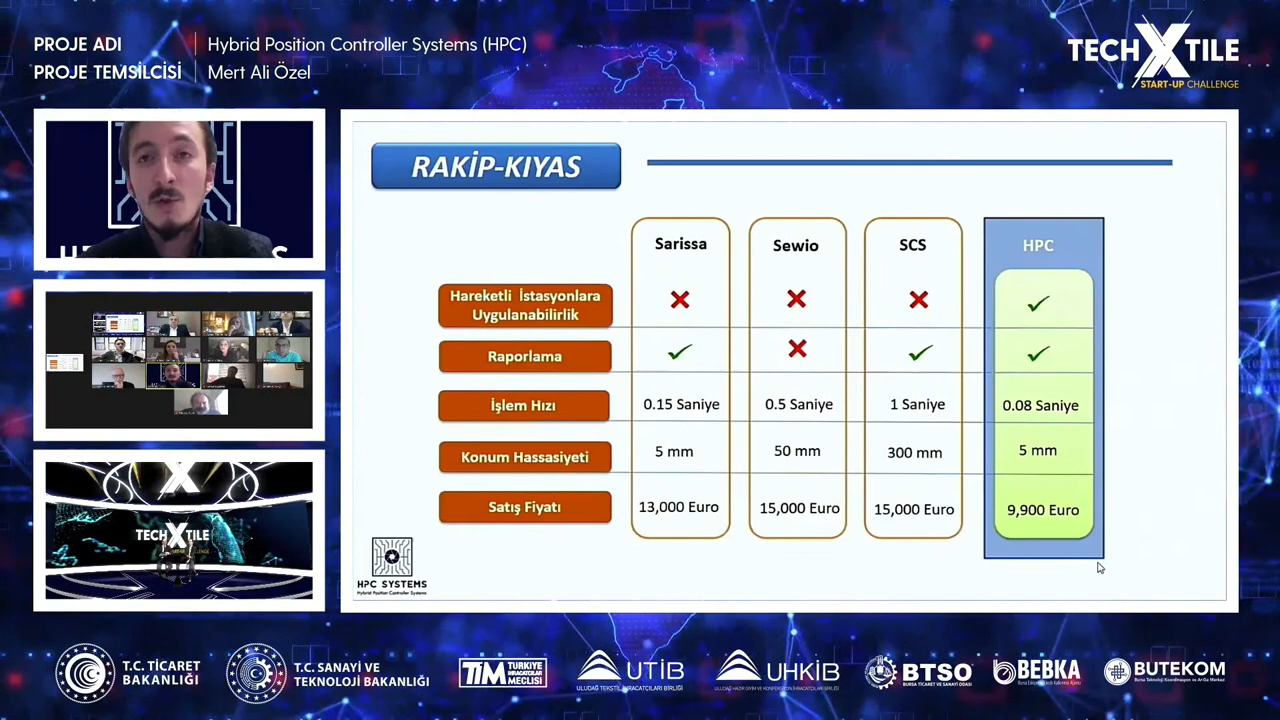 PROJE ADI
Hybrid Position Controller Systems (HPC)
PROJE TEMSİLCİSİ
Mert Ali Özel
TECHXTILE
START-UP CHALLENGE
RAKİP-KIYAS
Sarissa
Sewio
SCS
HPC
Hareketli İstasyonlara
Uygulanabilirlik
Raporlama
İşlem Hızı
0.15 Saniye
0.5 Saniye
1 Saniye
0.08 Saniye
Konum Hassasiyeti
5 mm
50 mm
300 mm
5 mm
Satış Fiyatı
13,000 Euro
15,000 Euro
15,000 Euro
9,900 Euro
HPC SYSTEMS
Hybrid Position Controller Systems
TECHXTILE
T.C. TİCARET
BAKANLIĞI
T.C. SANAYİ VE
TEKNOLOJİ BAKANLIĞI
TİM
TÜRKİYE
İHRACATÇILAR
MECLİSİ
UTİB
ULUDAĞ TEKSTİL İHRACATÇILARI BİRLİĞİ
UHKİB
ULUDAĞ HAZIR GİYİM VE KONFEKSİYON İHRACATÇILARI BİRLİĞİ
BTSO
BURSA TİCARET VE SANAYİ ODASI
BEBKA
BUTEKOM